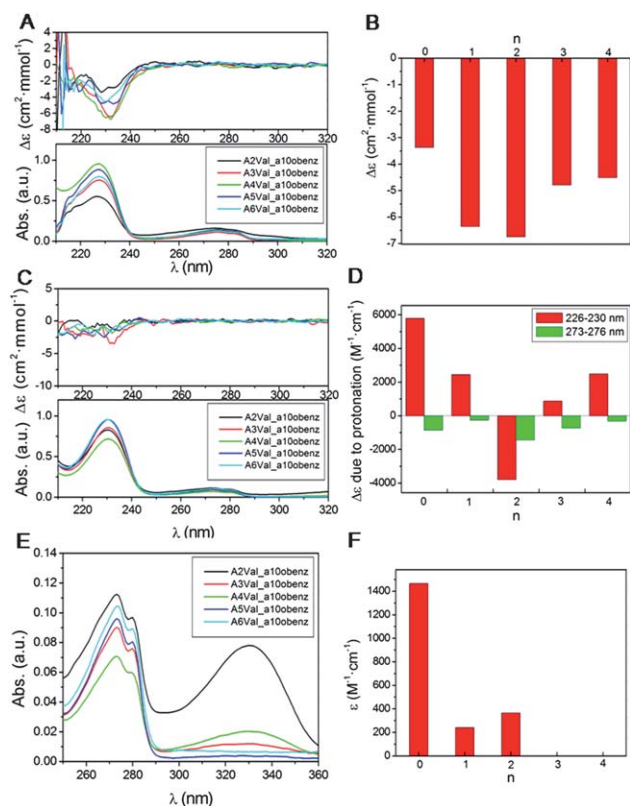 A
Δε (cm²·mmol⁻¹)
6
4
2
0
-2
-4
-6
-8
220 240 260 280 300 320
Abs. (a.u.)
1.0
0.5
0.0
A2Val_a10obenz
A3Val_a10obenz
A4Val_a10obenz
A5Val_a10obenz
A6Val_a10obenz
220 240 260 280 300 320
λ (nm)
B
n
0 1 2 3 4
Δε (cm²·mmol⁻¹)
0
-1
-2
-3
-4
-5
-6
-7
C
Δε (cm²·mmol⁻¹)
5
0
-5
-10
220 240 260 280 300 320
Abs. (a.u.)
1.0
0.5
0.0
A2Val_a10obenz
A3Val_a10obenz
A4Val_a10obenz
A5Val_a10obenz
A6Val_a10obenz
220 240 260 280 300 320
λ (nm)
D
Δε due to protonation (M⁻¹·cm⁻¹)
6000
4000
2000
0
-2000
-4000
226-230 nm
273-276 nm
0 1 2 3 4
n
E
Abs. (a.u.)
0.14
0.12
0.10
0.08
0.06
0.04
0.02
0.00
A2Val_a10obenz
A3Val_a10obenz
A4Val_a10obenz
A5Val_a10obenz
A6Val_a10obenz
260 280 300 320 340 360
λ (nm)
F
ε (M⁻¹·cm⁻¹)
1400
1200
1000
800
600
400
200
0
0 1 2 3 4
n